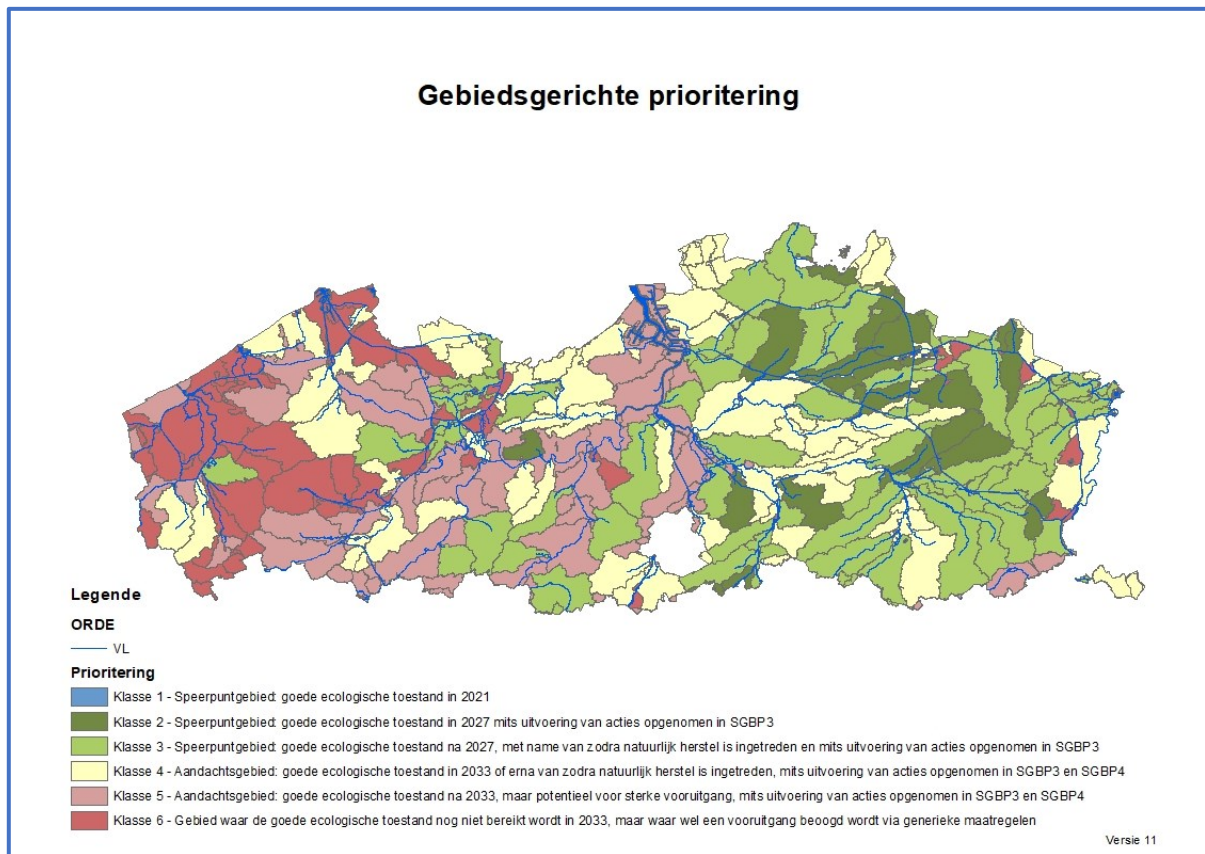 Gebiedsgerichte prioritering
Legende
ORDE
VL
Prioritering
Klasse 1 - Speerpuntgebied: goede ecologische toestand in 2021
Klasse 2 - Speerpuntgebied: goede ecologische toestand in 2027 mits uitvoering van acties opgenomen in SGBP3
Klasse 3 - Speerpuntgebied: goede ecologische toestand na 2027, met name van zodra natuurlijk herstel is ingetreden en mits uitvoering van acties opgenomen in SGBP3
Klasse 4 - Aandachtsgebied: goede ecologische toestand in 2033 of erna van zodra natuurlijk herstel is ingetreden, mits uitvoering van acties opgenomen in SGBP3 en SGBP4
Klasse 5 - Aandachtsgebied: goede ecologische toestand na 2033, maar potentieel voor sterke vooruitgang, mits uitvoering van acties opgenomen in SGBP3 en SGBP4
Klasse 6 - Gebied waar de goede ecologische toestand nog niet bereikt wordt in 2033, maar waar wel een vooruitgang beoogd wordt via generieke maatregelen
Versie 11